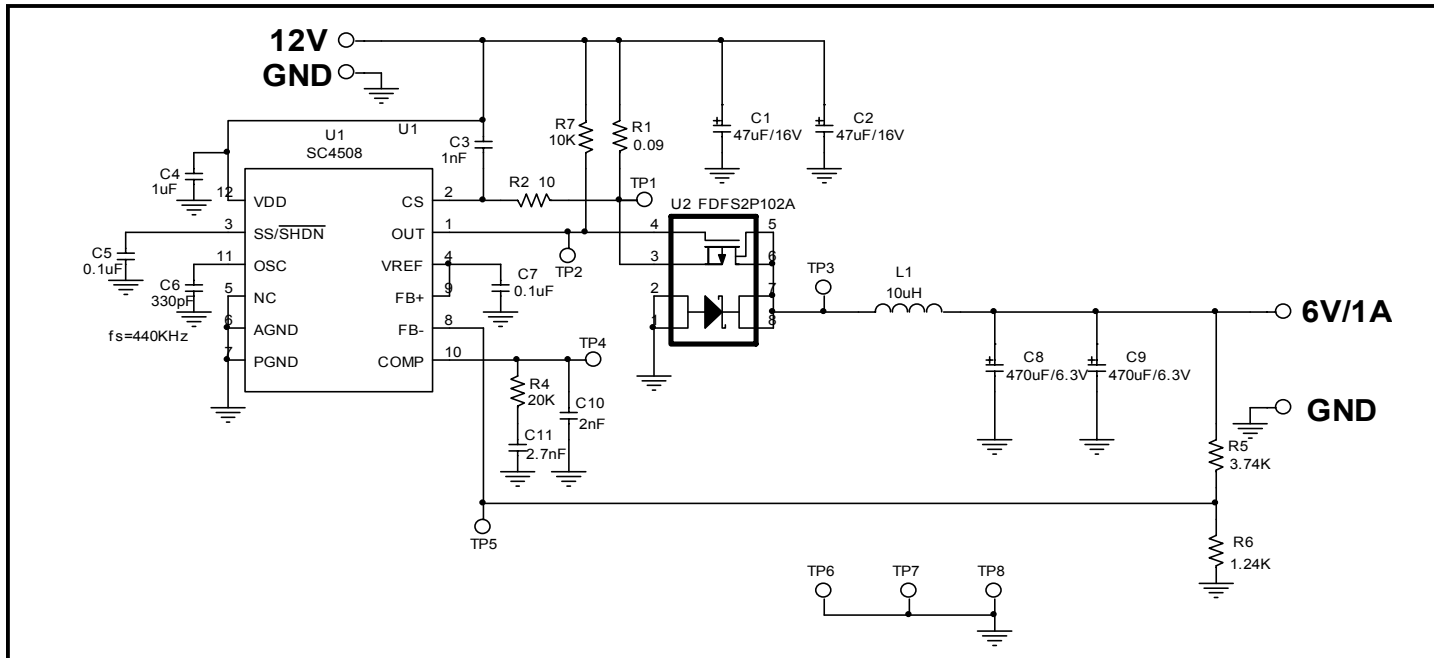 12V
GND
U1
U1
SC4508
C3
1nF
R7
10K
R1
0.09
C1
47uF/16V
C2
47uF/16V
C4
1uF
12
VDD
CS
2
R2 10
TP1
U2 FDFS2P102A
3
SS/SHDN
OUT
1
TP2
4
5
C5
0.1uF
11
OSC
VREF
4
3
6
C6
330pF
C7
0.1uF
5
NC
FB+
9
2
7
TP3
L1
10uH
6V/1A
fs=440KHz
6
AGND
FB-
8
1
8
7
PGND
COMP
10
TP4
C8
470uF/6.3V
C9
470uF/6.3V
R4
20K
C10
2nF
GND
C11
2.7nF
R5
3.74K
TP5
R6
1.24K
TP6
TP7
TP8